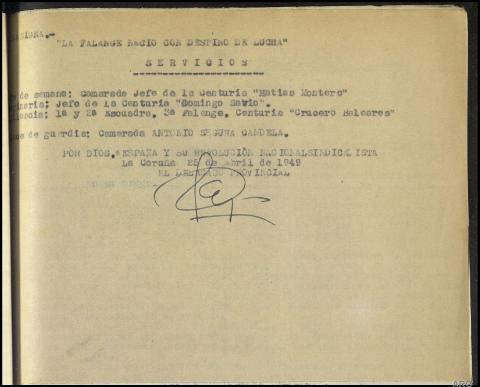 "LA FALANGE NACIO CON DESTINO DE LUCHA"
S E R V I C I O S
de semana; Camarada Jefe de la Centuria "Matias Montero"
Jefe de la Centuria "Domingo Savio".
1ª y 2ª Escuadra. 3ª Falange. Centuria "Crucero Baleares"
de guardia; Camarada ANTONIO SEGURA CANDELA.
POR DIOS, ESPAÑA Y SU REVOLUCIÓN NACIONALSINDICALISTA
La Coruña 25 de abril de 1949
EL DELEGADO PROVINCIAL